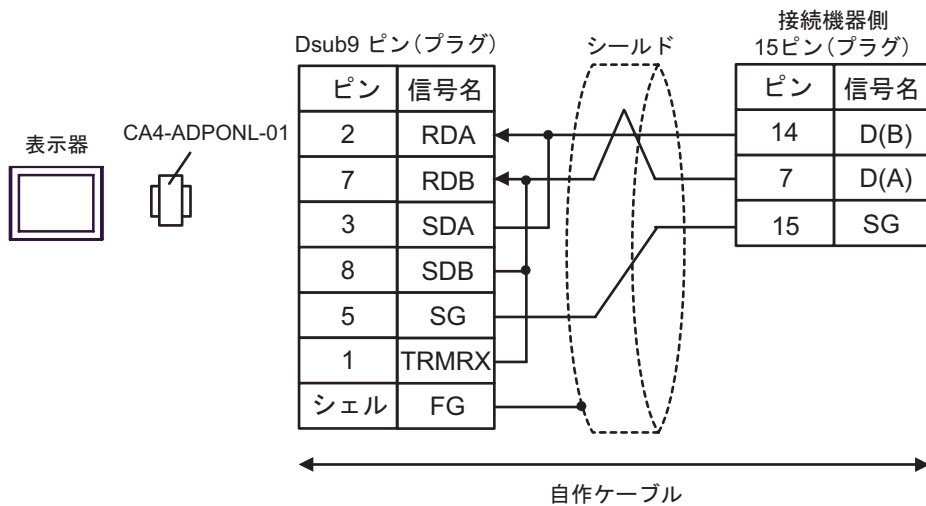 接続機器側
Dsub9 ピン(プラグ)
シールド
15ピン(プラグ)
ピン 信号名
ピン 信号名
表示器
CA4-ADPONL-01
2 RDA
14 D(B)
7 RDB
7 D(A)
3 SDA
15 SG
8 SDB
5 SG
1 TRMRX
シェル FG
自作ケーブル